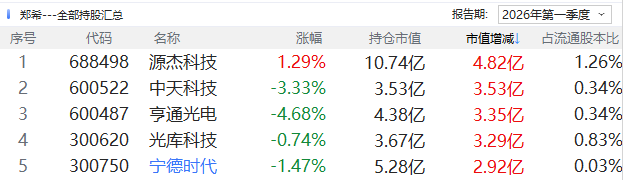 郑希---全部持股汇总 报告期: 2026年第一季度
序号 代码 名称 涨幅 持仓市值 市值增减↓ 占流通股本比
1 688498 源杰科技 1.29% 10.74亿 4.82亿 1.26%
2 600522 中天科技 -3.33% 3.53亿 3.53亿 0.34%
3 600487 亨通光电 -4.68% 4.38亿 3.35亿 0.34%
4 300620 光库科技 -0.74% 3.67亿 3.29亿 0.83%
5 300750 宁德时代 -1.47% 5.28亿 2.92亿 0.03%